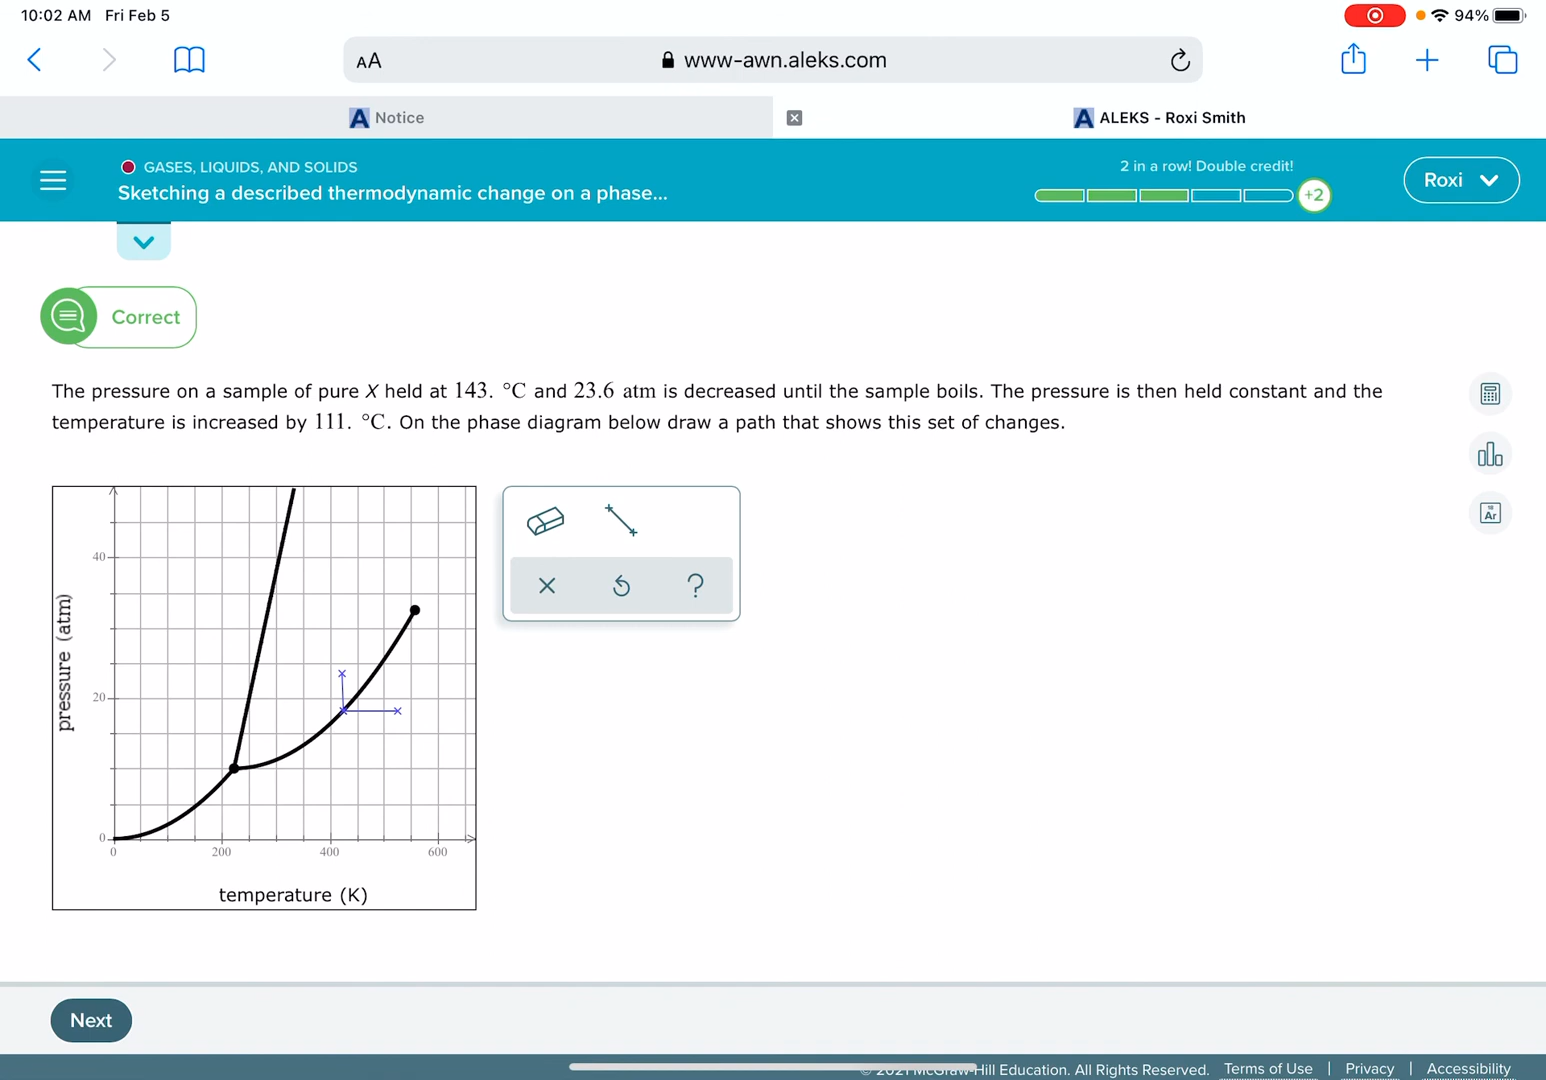 10:02 AM Fri Feb 5
94%
AA
www-awn.aleks.com
A Notice
A ALEKS - Roxi Smith
GASES, LIQUIDS, AND SOLIDS
Sketching a described thermodynamic change on a phase...
2 in a row! Double credit!
+2
Roxi
Correct
The pressure on a sample of pure X held at 143. °C and 23.6 atm is decreased until the sample boils. The pressure is then held constant and the
temperature is increased by 111. °C. On the phase diagram below draw a path that shows this set of changes.
18
Ar
pressure (atm)
40
20
0
0 200 400 600
temperature (K)
?
Next
© 2021 McGraw-Hill Education. All Rights Reserved. Terms of Use | Privacy | Accessibility